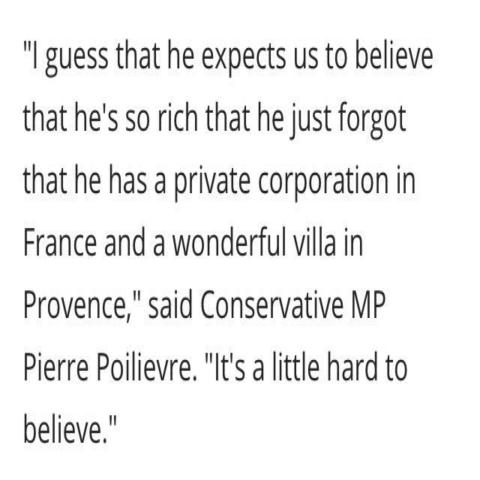 "I guess that he expects us to believe
that he's so rich that he just forgot
that he has a private corporation in
France and a wonderful villa in
Provence," said Conservative MP
Pierre Poilievre. "It's a little hard to
believe."